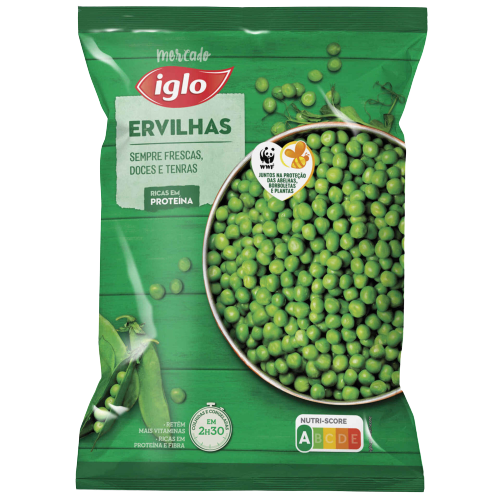 mercado
iglo
ERVILHAS
SEMPRE FRESCAS,
DOCES E TENRAS
RICAS EM
PROTEÍNA
WWF
JUNTOS NA PROTEÇÃO
DAS ABELHAS,
BORBOLETAS
E PLANTAS
• RETÊM
MAIS VITAMINAS
• RICAS EM
PROTEÍNA E FIBRA
EM
2H30
NUTRI-SCORE
A B C D E